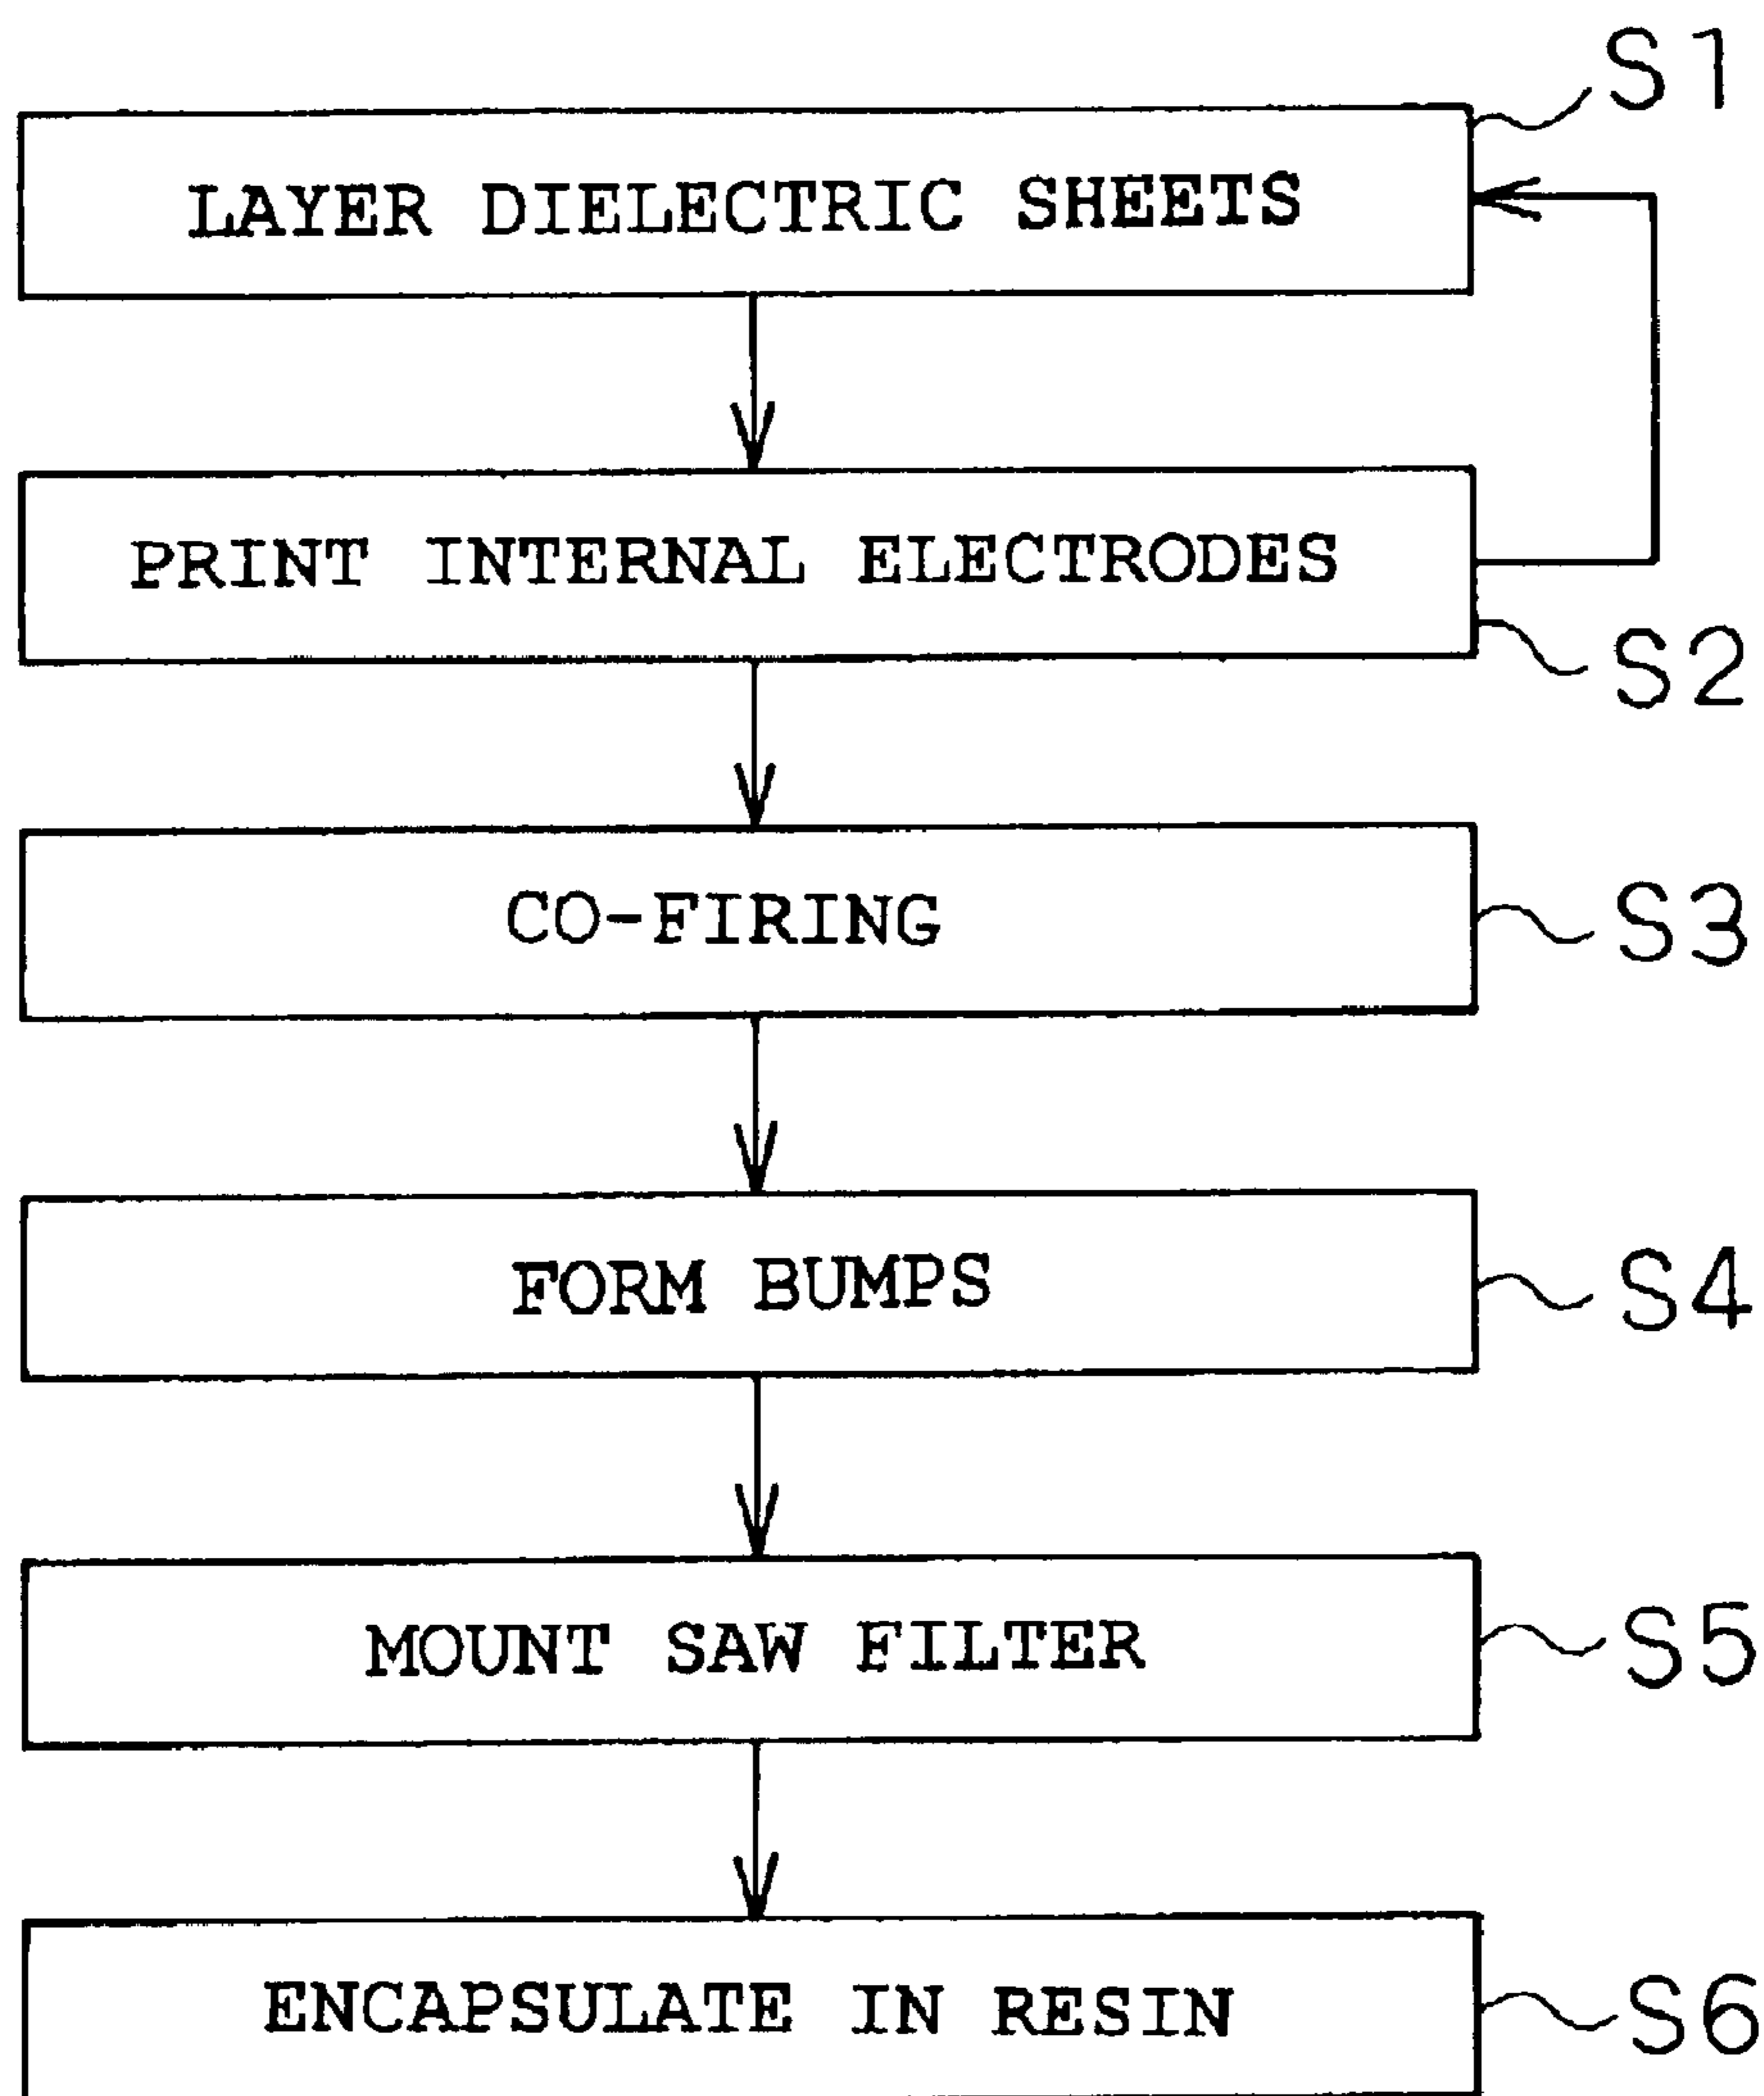 S1
LAYER DIELECTRIC SHEETS
PRINT INTERNAL ELECTRODES
S2
CO-FIRING
S3
FORM BUMPS
S4
MOUNT SAW FILTER
S5
ENCAPSULATE IN RESIN
S6